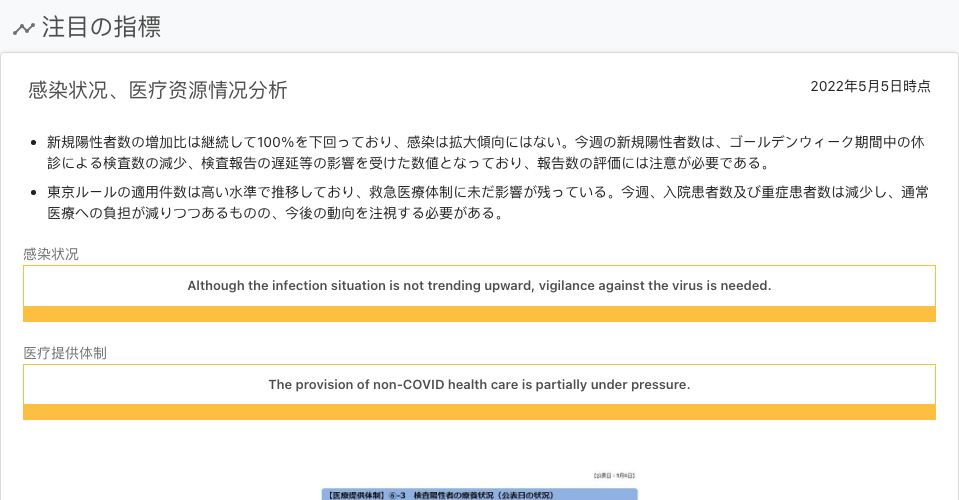 注目の指標
感染状况、医疗资源情况分析
2022年5月5日時点
新規陽性者数の増加比は継続して100%を下回っており、感染は拡大傾向にはない。今週の新規陽性者数は、ゴールデンウィーク期間中の休
診による検査数の減少、検査報告の遅延等の影響を受けた数値となっており、報告数の評価には注意が必要である。
東京ルールの適用件数は高い水準で推移しており、救急医療体制に未だ影響が残っている。今週、入院患者数及び重症患者数は減少し、通常
医療への負担が減りつつあるものの、今後の動向を注視する必要がある。
感染状况
Although the infection situation is not trending upward, vigilance against the virus is needed.
医疗提供体制
The provision of non-COVID health care is partially under pressure.
【医療提供体制】⑥-3 検査陽性者の療養状況（公表日の状況）